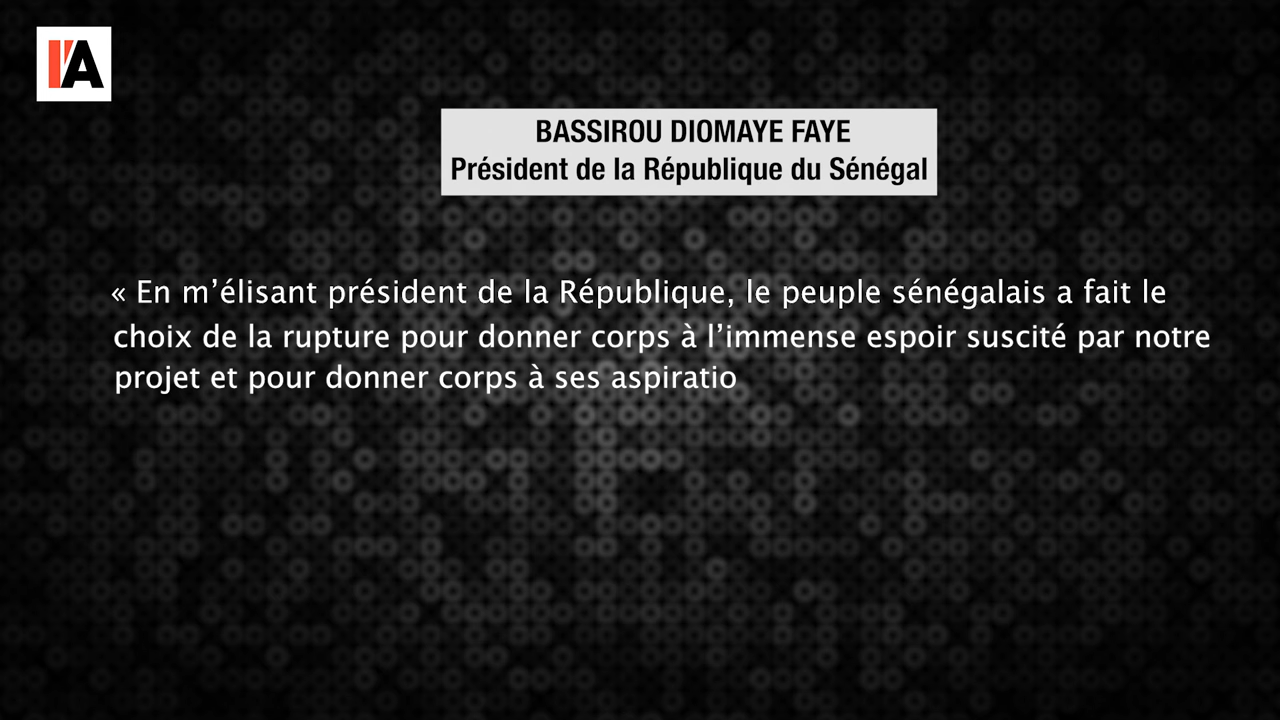 l'A
BASSIROU DIOMAYE FAYE
Président de la République du Sénégal
« En m’élisant président de la République, le peuple sénégalais a fait le
choix de la rupture pour donner corps à l’immense espoir suscité par notre
projet et pour donner corps à ses aspiratio